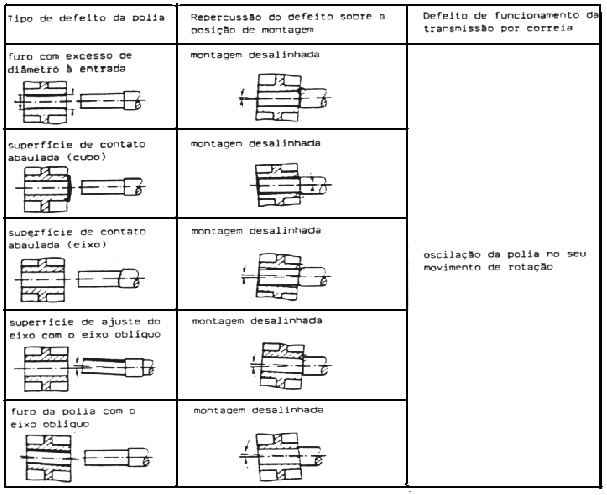 Tipo de defeito da polia
Repercussão do defeito sobre a
posição de montagem
Defeito de funcionamento da
transmissão por correia
furo com excesso de
diâmetro à entrada
montagem desalinhada
superfície de contato
abaulada (cubo)
montagem desalinhada
superfície de contato
abaulada (eixo)
montagem desalinhada
superfície de ajuste do
eixo com o eixo oblíquo
montagem desalinhada
furo da polia com o
eixo oblíquo
montagem desalinhada
oscilação da polia no seu
movimento de rotação